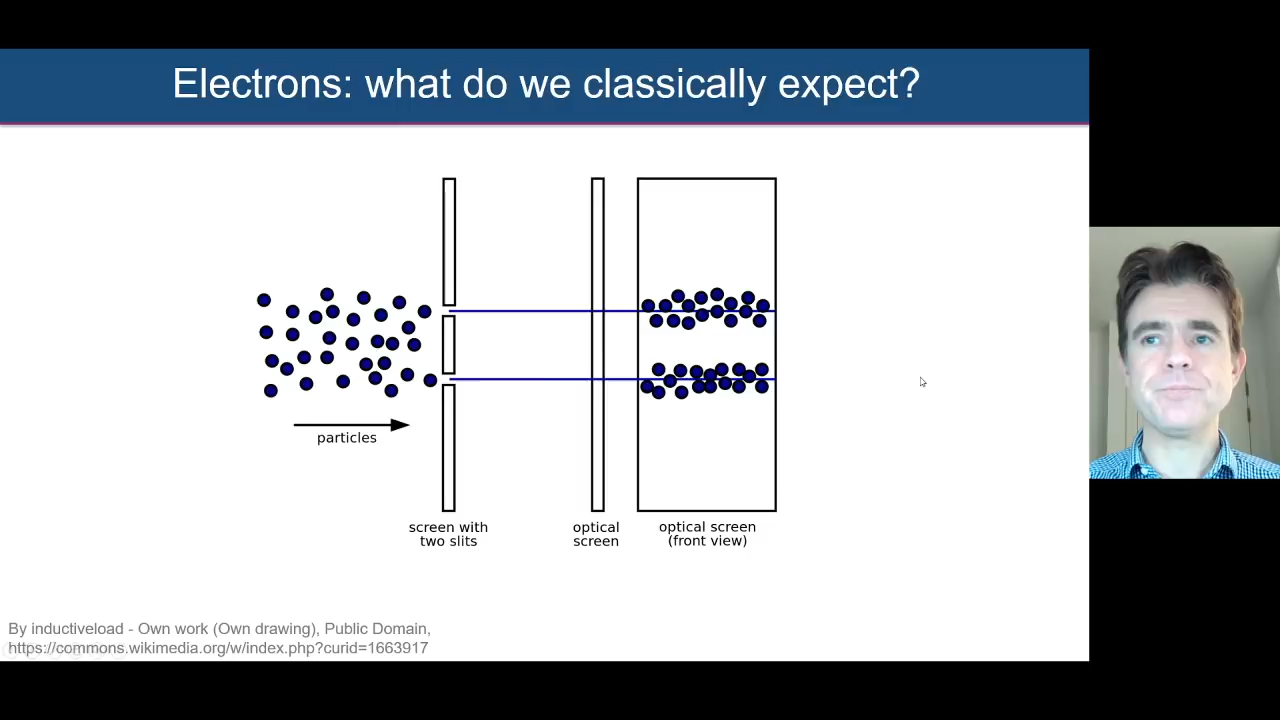 Electrons: what do we classically expect?
particles
screen with
two slits
optical
screen
optical screen
(front view)
By inductiveload - Own work (Own drawing), Public Domain,
https://commons.wikimedia.org/w/index.php?curid=1663917